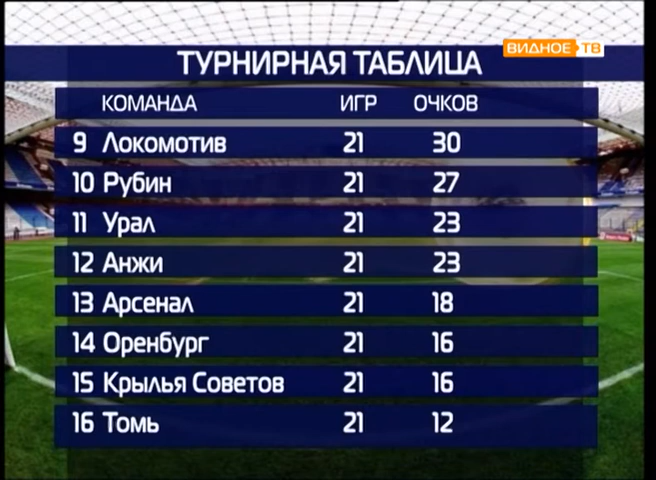 ВИДНОЕ ТВ
ТУРНИРНАЯ ТАБЛИЦА
КОМАНДА ИГР ОЧКОВ
9 Локомотив 21 30
10 Рубин 21 27
11 Урал 21 23
12 Анжи 21 23
13 Арсенал 21 18
14 Оренбург 21 16
15 Крылья Советов 21 16
16 Томь 21 12